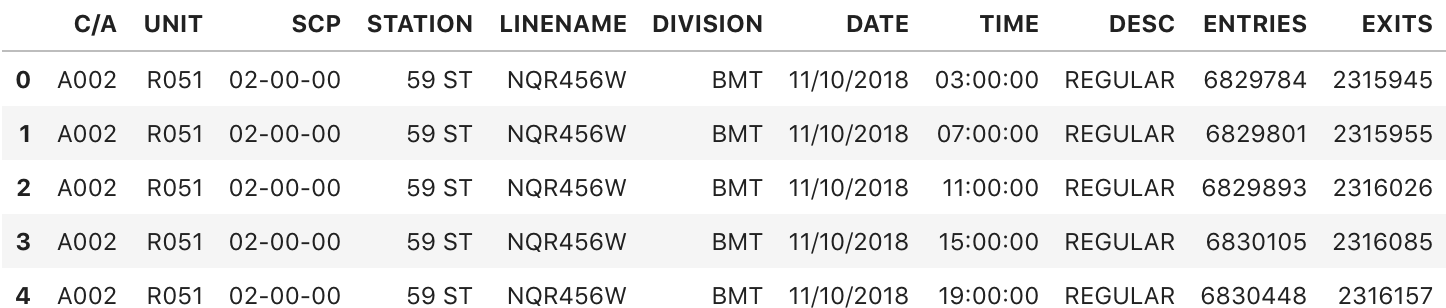 C/A UNIT SCP STATION LINENAME DIVISION DATE TIME DESC ENTRIES EXITS
0 A002 R051 02-00-00 59 ST NQR456W BMT 11/10/2018 03:00:00 REGULAR 6829784 2315945
1 A002 R051 02-00-00 59 ST NQR456W BMT 11/10/2018 07:00:00 REGULAR 6829801 2315955
2 A002 R051 02-00-00 59 ST NQR456W BMT 11/10/2018 11:00:00 REGULAR 6829893 2316026
3 A002 R051 02-00-00 59 ST NQR456W BMT 11/10/2018 15:00:00 REGULAR 6830105 2316085
4 A002 R051 02-00-00 59 ST NQR456W BMT 11/10/2018 19:00:00 REGULAR 6830448 2316157